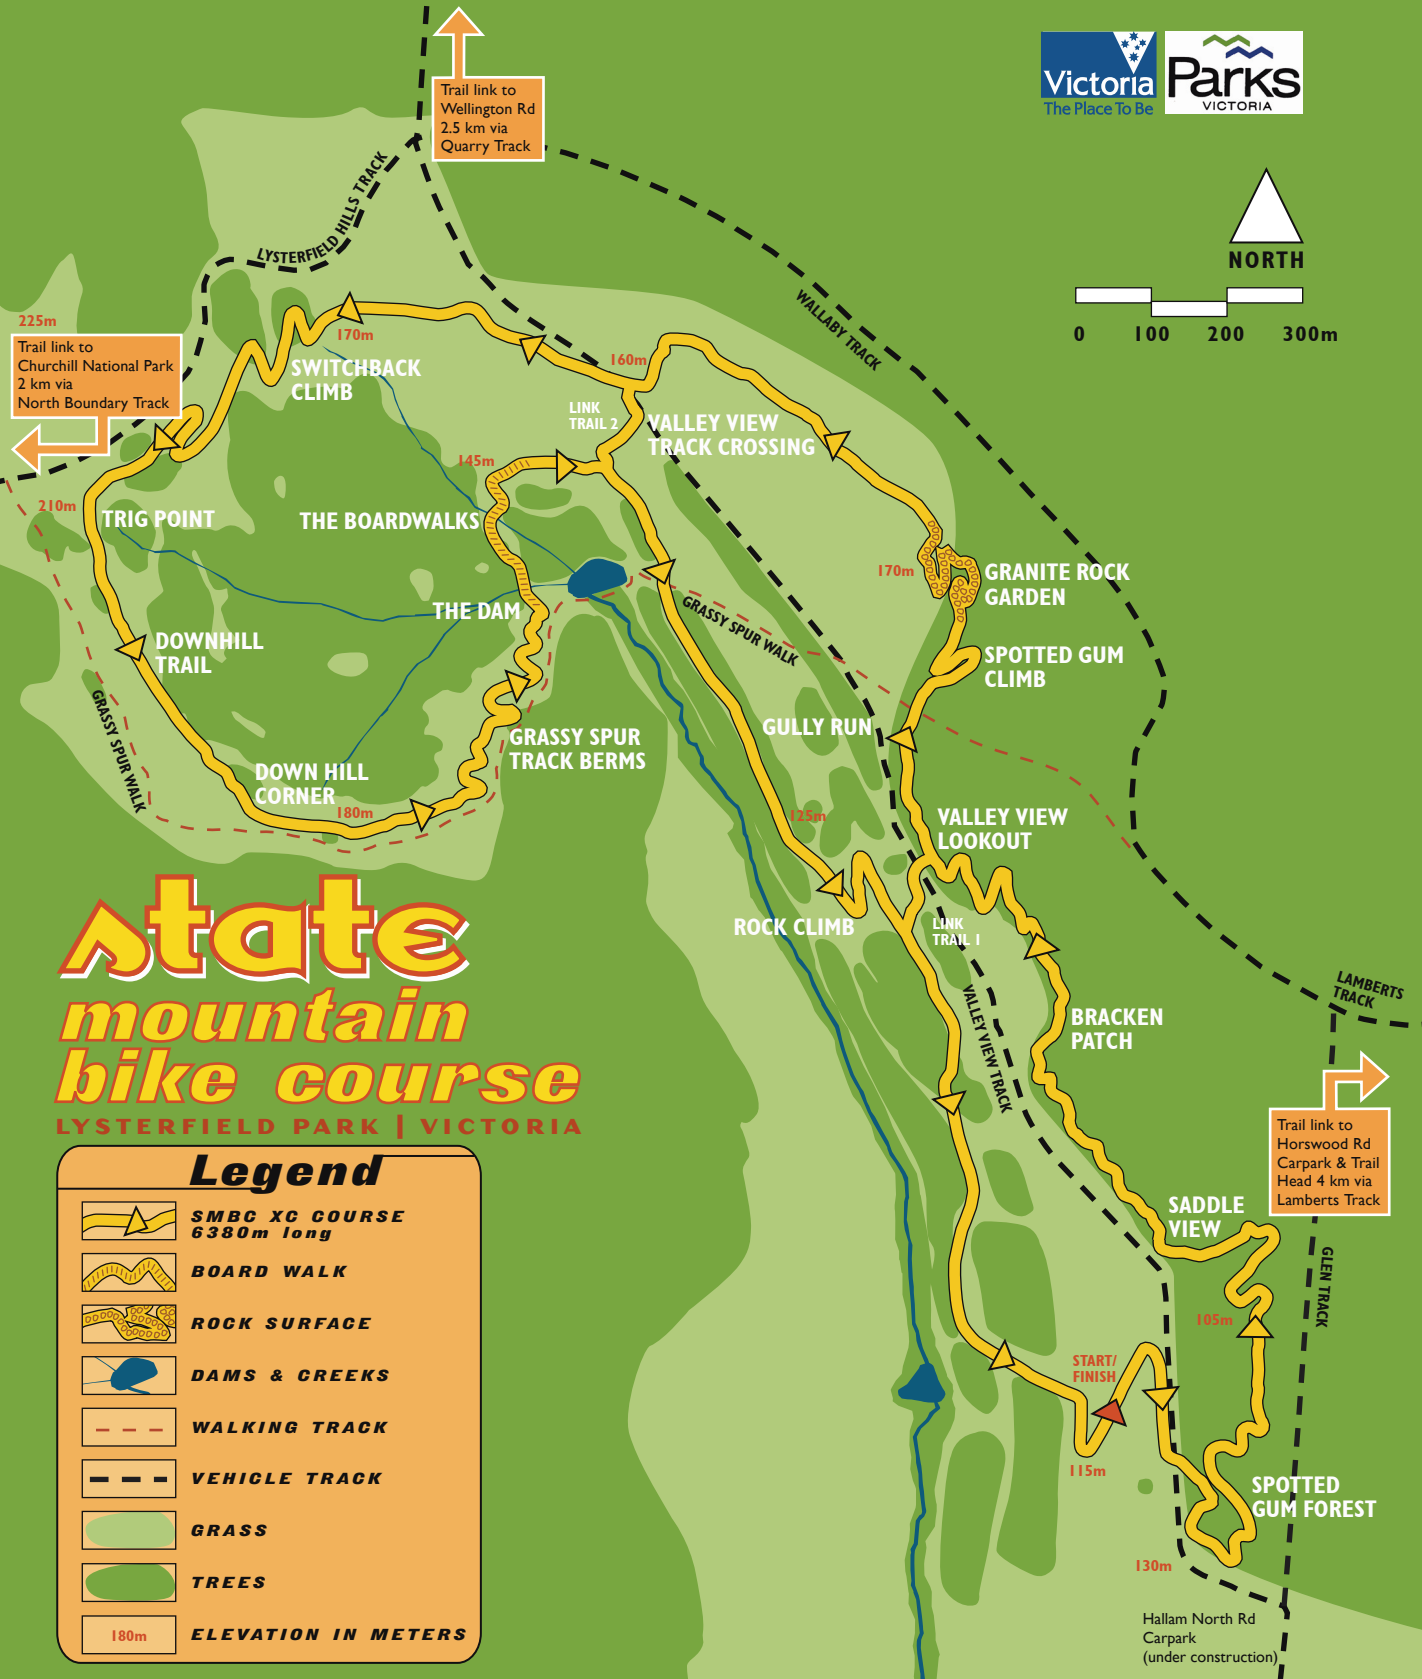 Trail link to
Wellington Rd
2.5 km via
Quarry Track
Victoria
The Place To Be
Parks
VICTORIA
NORTH
0 100 200 300m
LYSTERFIELD HILLS TRACK
WALLABY TRACK
225m
Trail link to
Churchill National Park
2 km via
North Boundary Track
170m
SWITCHBACK
CLIMB
160m
LINK
TRAIL 2
VALLEY VIEW
TRACK CROSSING
145m
210m
TRIG POINT
THE BOARDWALKS
170m
GRANITE ROCK
GARDEN
THE DAM
GRASSY SPUR WALK
DOWNHILL
TRAIL
SPOTTED GUM
CLIMB
GRASSY SPUR WALK
GULLY RUN
GRASSY SPUR
TRACK BERMS
DOWN HILL
CORNER
180m
125m
VALLEY VIEW
LOOKOUT
ROCK CLIMB
LINK
TRAIL 1
VALLEY VIEW TRACK
LAMBERTS
TRACK
BRACKEN
PATCH
state
mountain
bike course
LYSTERFIELD PARK | VICTORIA
Trail link to
Horswood Rd
Carpark & Trail
Head 4 km via
Lamberts Track
SADDLE
VIEW
GLEN TRACK
105m
START/
FINISH
115m
SPOTTED
GUM FOREST
130m
Hallam North Rd
Carpark
(under construction)
Legend
SMBC XC COURSE
6380m long
BOARD WALK
ROCK SURFACE
DAMS & CREEKS
WALKING TRACK
VEHICLE TRACK
GRASS
TREES
180m ELEVATION IN METERS